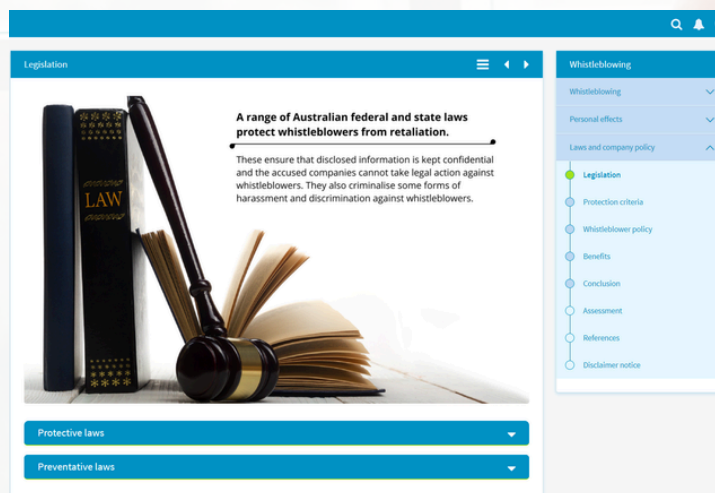 Legislation
A range of Australian federal and state laws
protect whistleblowers from retaliation.
These ensure that disclosed information is kept confidential
and the accused companies cannot take legal action against
whistleblowers. They also criminalise some forms of
harassment and discrimination against whistleblowers.
LAW
Protective laws
Preventative laws
Whistleblowing
Whistleblowing
Personal effects
Laws and company policy
Legislation
Protection criteria
Whistleblower policy
Benefits
Conclusion
Assessment
References
Disclaimer notice